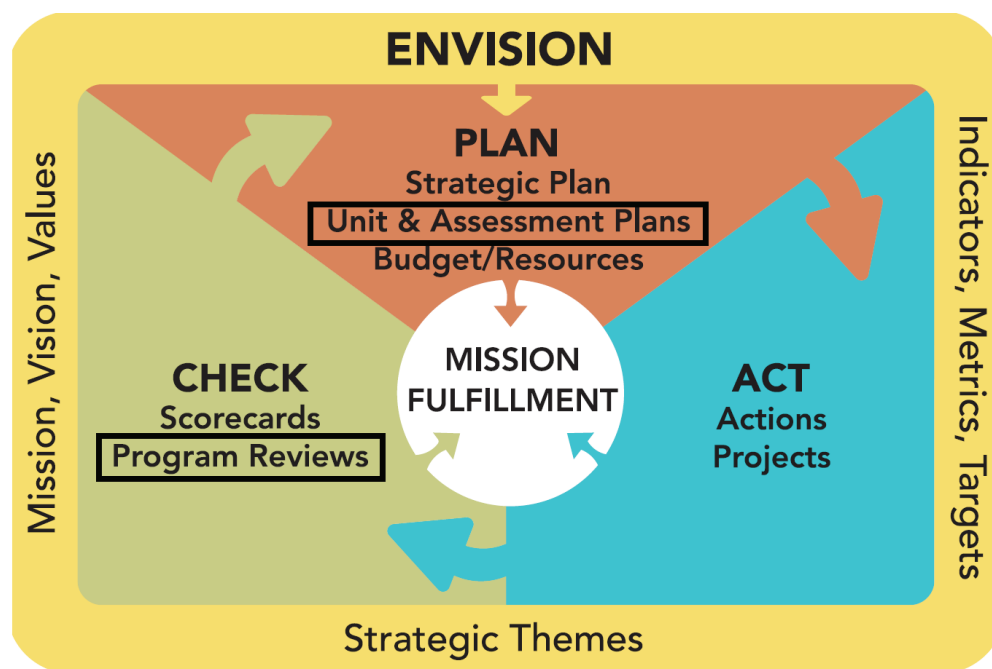 ENVISION
PLAN
Strategic Plan
Unit & Assessment Plans
Budget/Resources
MISSION
FULFILLMENT
CHECK
Scorecards
Program Reviews
ACT
Actions
Projects
Mission, Vision, Values
Indicators, Metrics, Targets
Strategic Themes